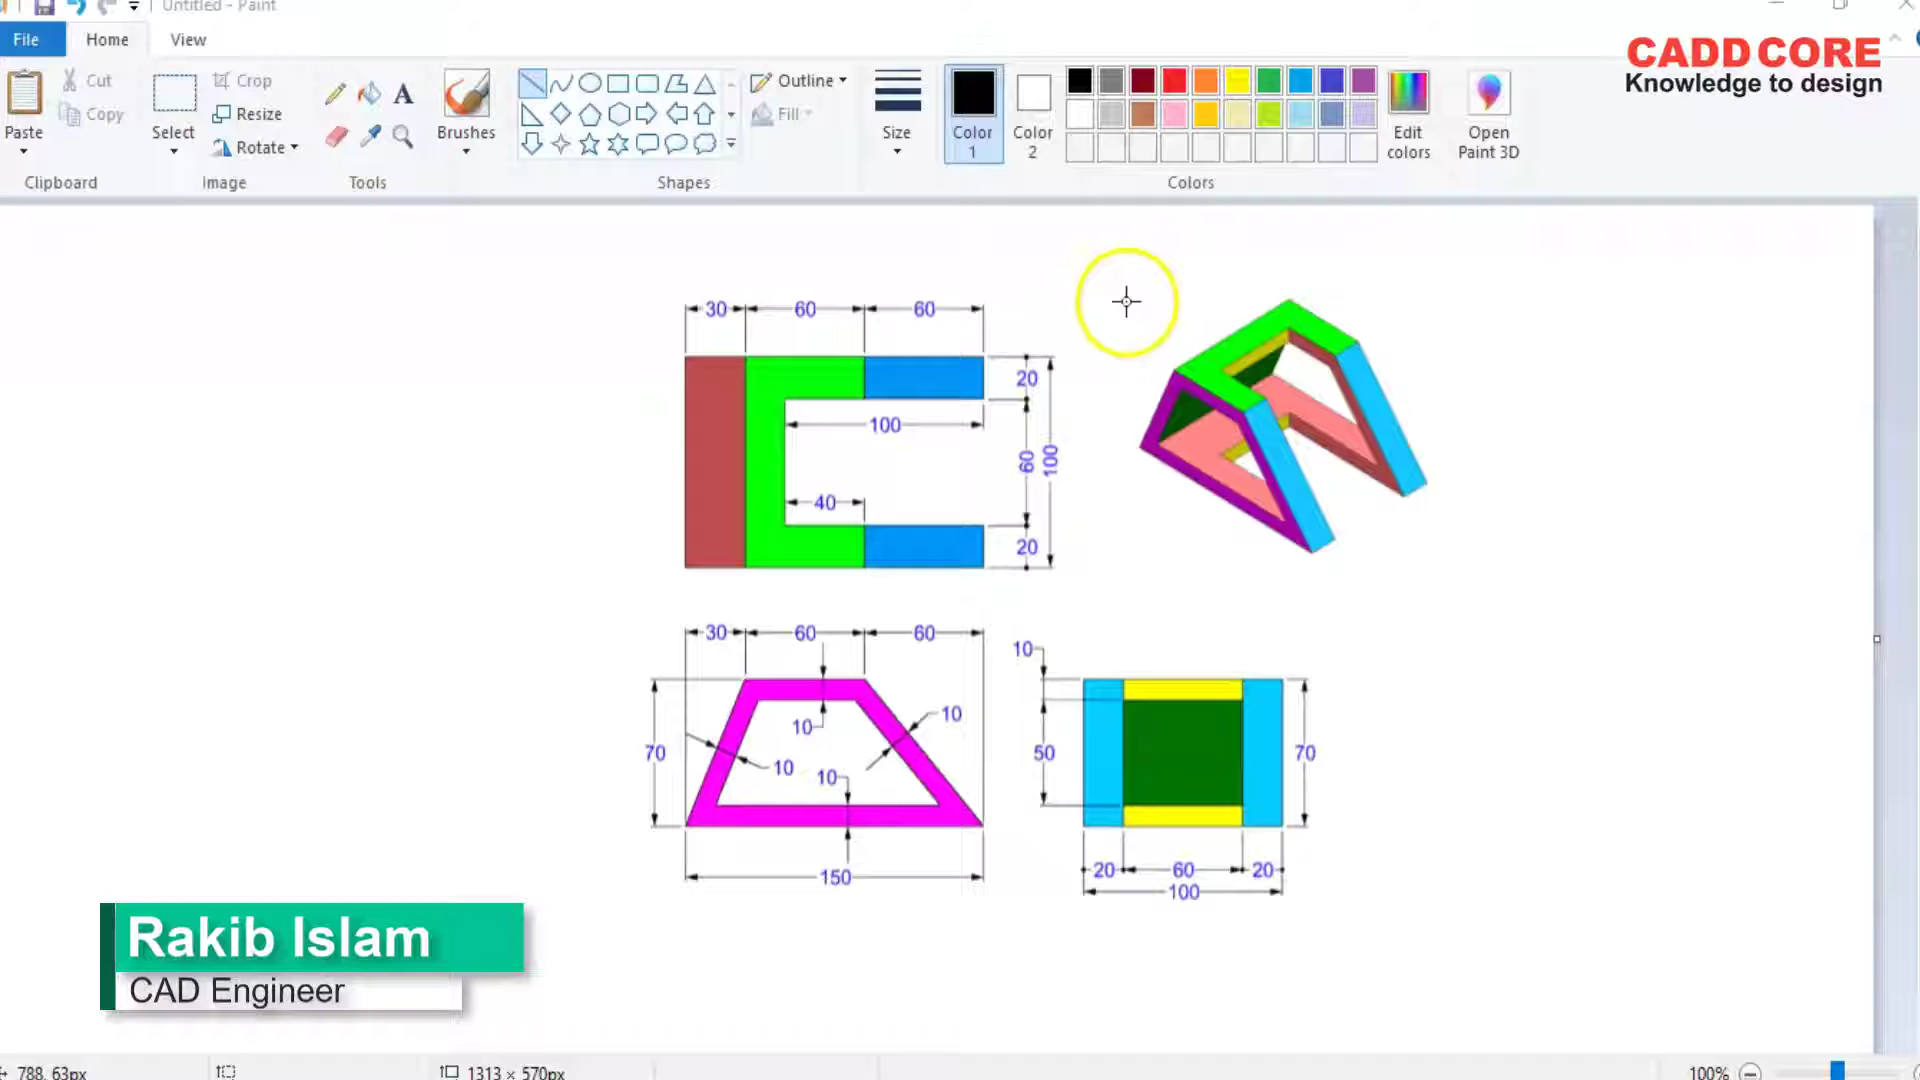 Untitled - Paint
File Home View
CADD CORE
Knowledge to design
Paste
Cut
Copy
Clipboard
Select
Crop
Resize
Rotate
Image
A
Tools
Brushes
Outline
Fill
Shapes
Size
Color 1
Color 2
Edit colors
Open Paint 3D
Colors
30 60 60
20
100
60
100
40
20
30 60 60
10
10
10
70
10
10
150
10
50
70
20 60 20
100
Rakib Islam
CAD Engineer
788, 63px
1313 × 570px
100%